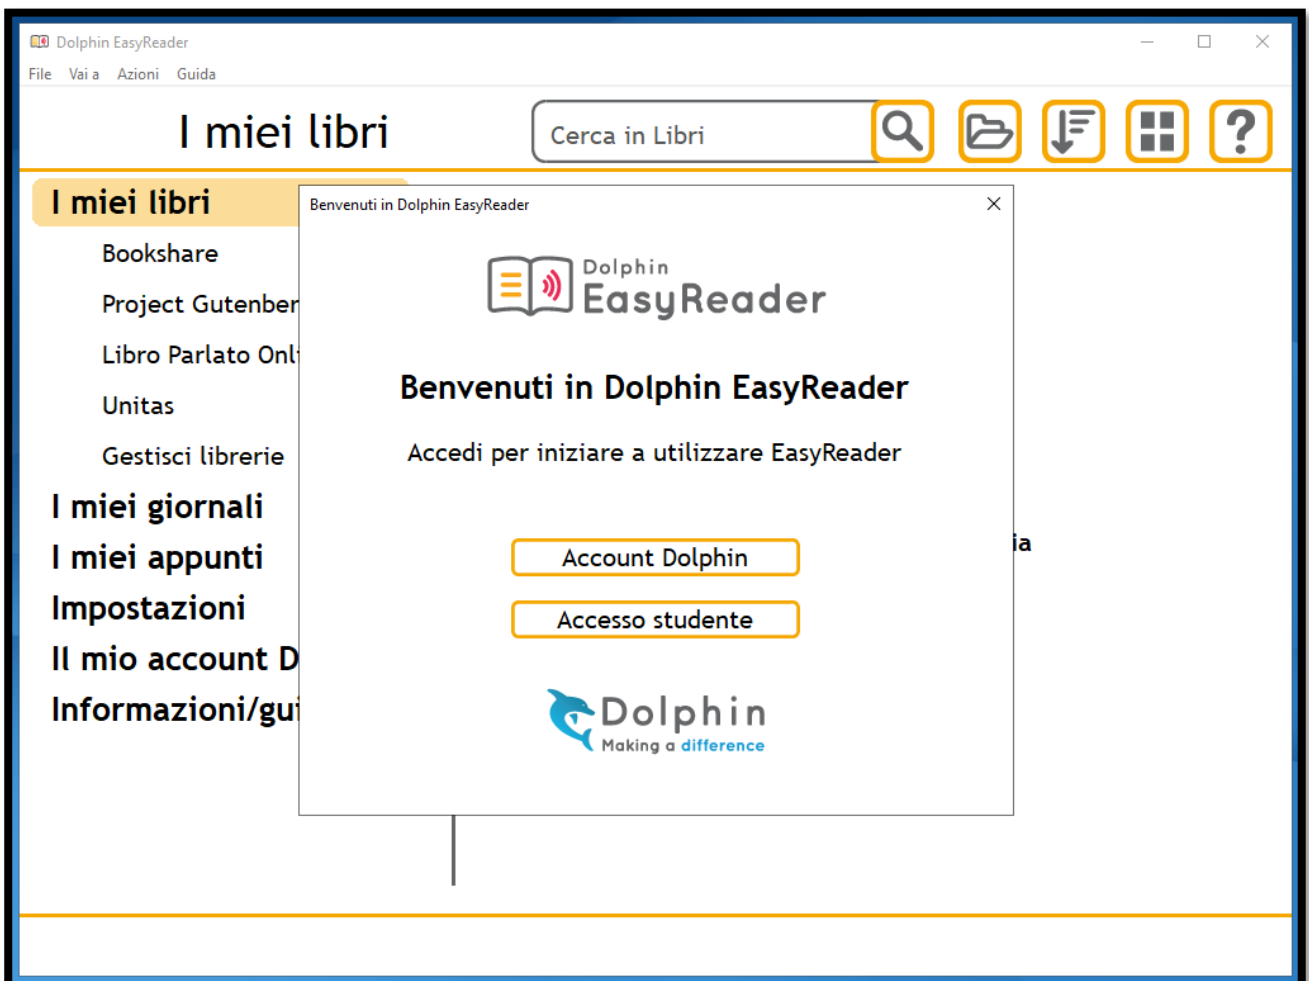 Dolphin EasyReader
File Vai a Azioni Guida
I miei libri
Cerca in Libri
?
I miei libri
Bookshare
Project Gutenber
Libro Parlato Onli
Unitas
Gestisci librerie
I miei giornali
I miei appunti
Impostazioni
Il mio account D
Informazioni/gui
Benvenuti in Dolphin EasyReader
Dolphin
EasyReader
Benvenuti in Dolphin EasyReader
Accedi per iniziare a utilizzare EasyReader
Account Dolphin
Accesso studente
Dolphin
Making a difference
ia